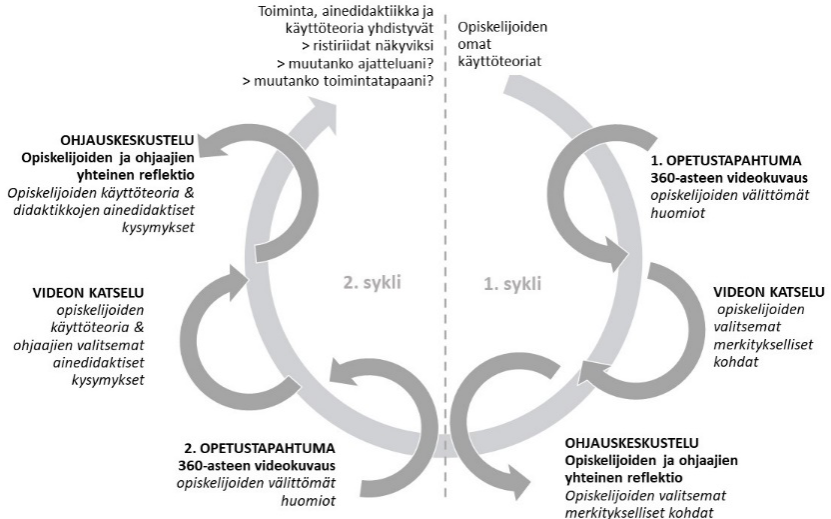 Toiminta, ainedidaktiikka ja
käyttöteoria yhdistyvät
> ristiriidat näkyviksi
> muutanko ajatteluani?
> muutanko toimintatapaani?
Opiskelijoiden
omat
käyttöteoriat
1. OPETUSTAPAHTUMA
360-asteen videokuvaus
opiskelijoiden välittömät
huomiot
VIDEON KATSELU
opiskelijoiden
valitsemat
merkitykselliset
kohdat
OHJAUSKESKUSTELU
Opiskelijoiden ja ohjaajien
yhteinen reflektio
Opiskelijoiden valitsemat
merkitykselliset kohdat
1. sykli
2. sykli
2. OPETUSTAPAHTUMA
360-asteen videokuvaus
opiskelijoiden välittömät
huomiot
VIDEON KATSELU
opiskelijoiden
käyttöteoria &
ohjaajien valitsemat
ainedidaktiset
kysymykset
OHJAUSKESKUSTELU
Opiskelijoiden ja ohjaajien
yhteinen reflektio
Opiskelijoiden käyttöteoria &
didaktikkojen ainedidaktiset
kysymykset